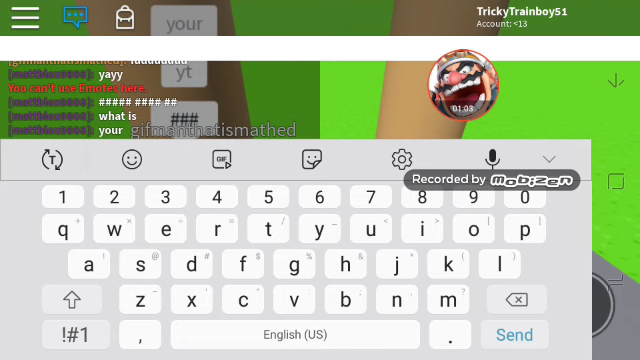 TrickyTrainboy51
Account: <13
your
yt
###
yayy
You can't use Emotes here.
##### #### ##
what is
your
gifmanthatismathed
01:03
GIF
Recorded by mobizen
1 2 3 4 5 6 7 8 9 0
q w e r t y u i o p
a s d f g h j k l
z x c v b n m
!#1 , English (US) . Send